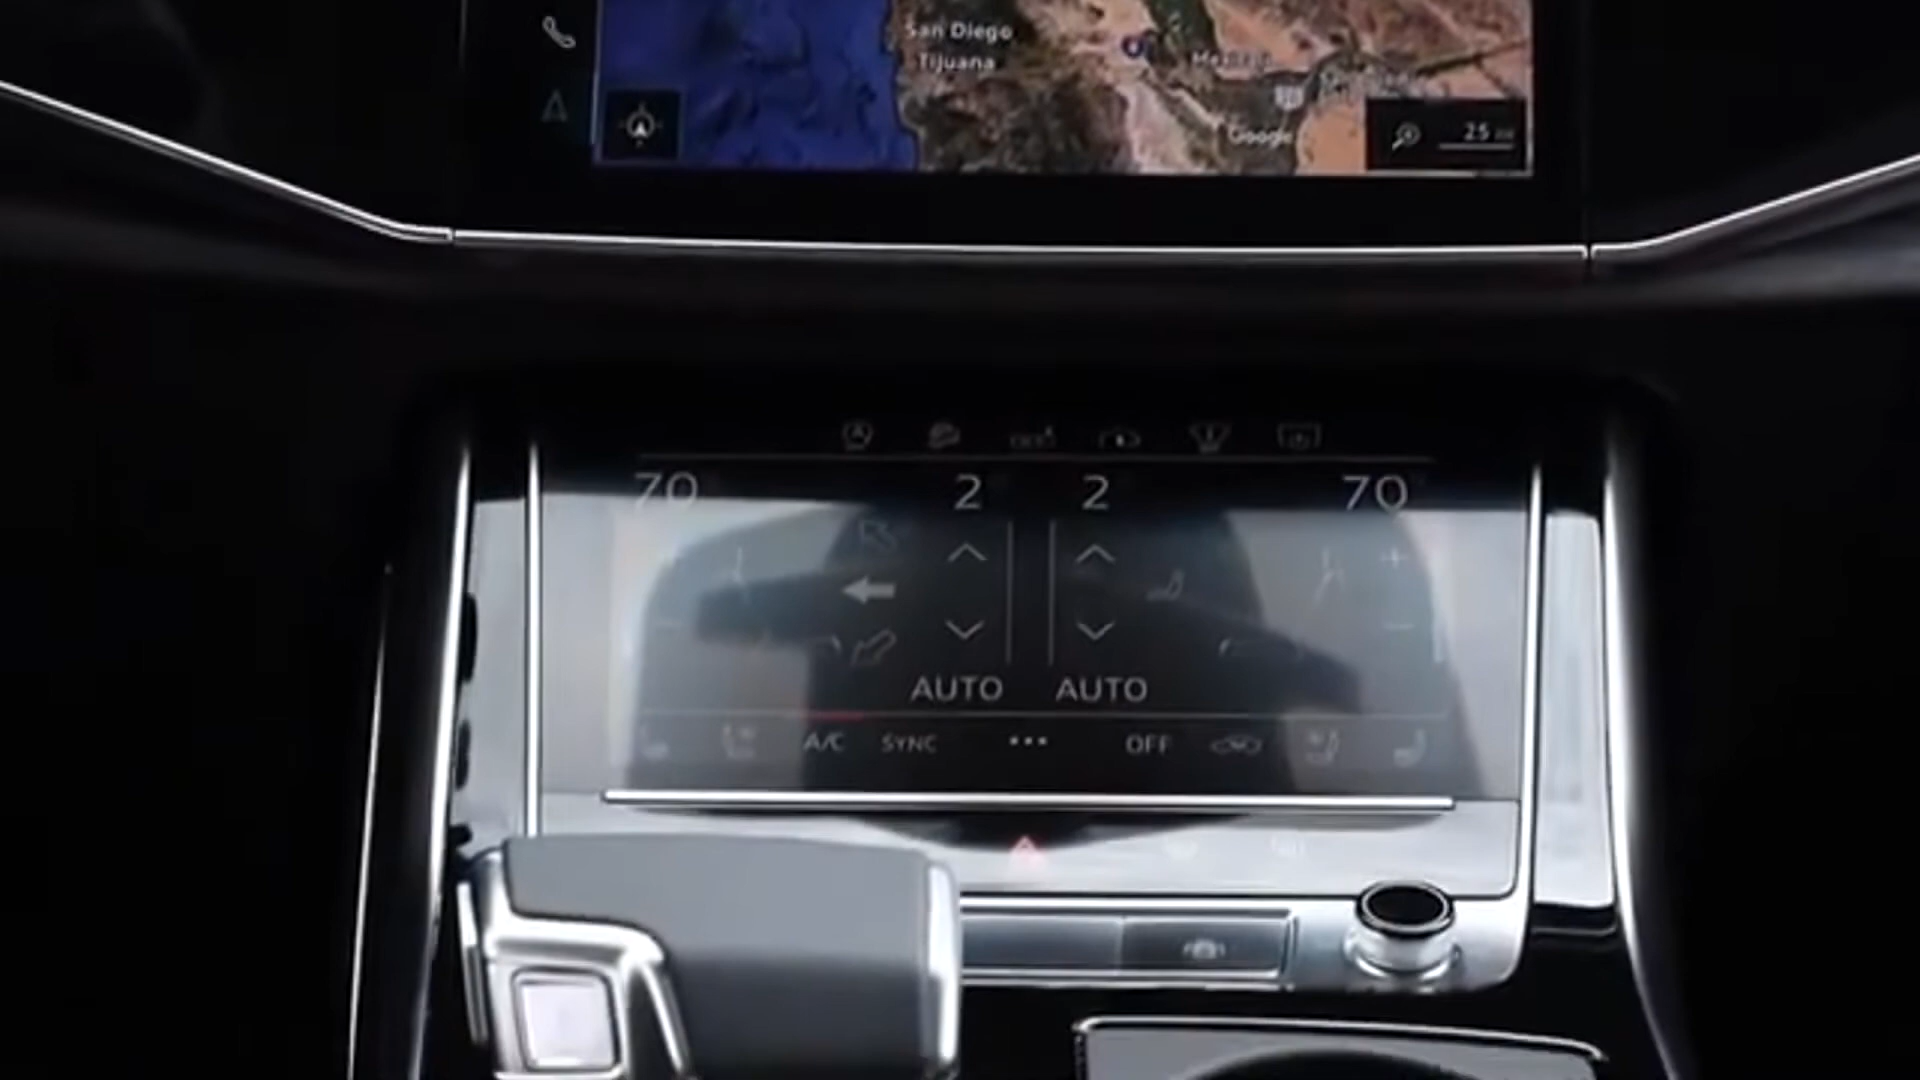 San Diego
Tijuana
Google
25
70 2 2 70
AUTO AUTO
A/C SYNC ... OFF